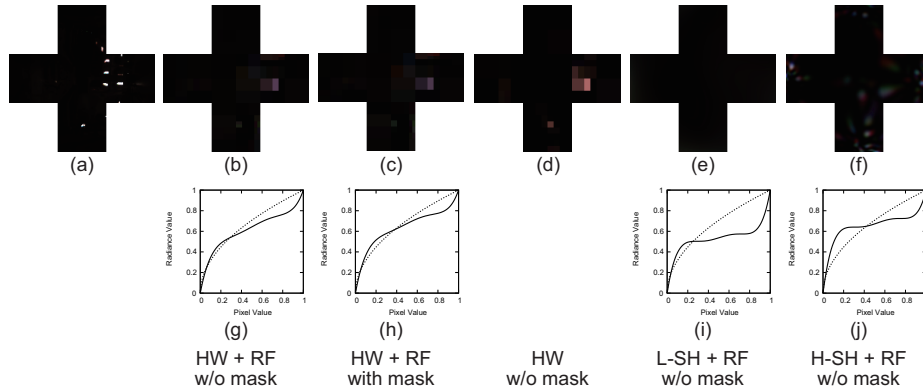 (a) (b) (c) (d) (e) (f)
1 1 1 1
0.8 0.8 0.8 0.8
0.6 0.6 0.6 0.6
0.4 0.4 0.4 0.4
0.2 0.2 0.2 0.2
0 0 0 0
Radiance Value Radiance Value Radiance Value Radiance Value
0 0.2 0.4 0.6 0.8 1 0 0.2 0.4 0.6 0.8 1 0 0.2 0.4 0.6 0.8 1 0 0.2 0.4 0.6 0.8
Pixel Value Pixel Value Pixel Value Pixel Value
(g) (h) (i) (j)
HW + RF HW + RF HW L-SH + RF H-SH + RF
w/o mask with mask w/o mask w/o mask w/o mask